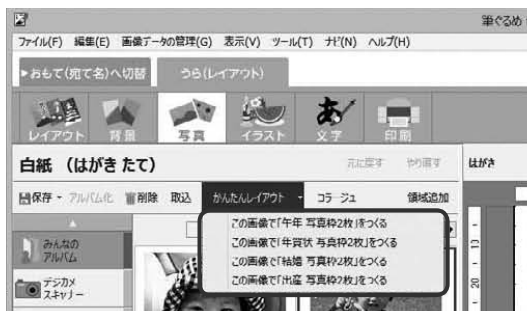 筆ぐるめ
ファイル(F) 編集(E) 画像データの管理(G) 表示(V) ツール(T) ナビ(N) ヘルプ(H)
▸おもて(宛て名)へ切替 うら(レイアウト)
レイアウト 背景 写真 イラスト 文字 印刷
あ
白紙 (はがき たて) 元に戻す やり直す はがき
保存 アルバム化 削除 取込 かんたんレイアウト コラージュ 領域追加
この画像で「午年 写真枠2枚」をつくる
この画像で「年賀状 写真枠2枚」をつくる
この画像で「結婚 写真枠2枚」をつくる
この画像で「出産 写真枠2枚」をつくる
みんなの
アルバム
デジカメ
スキャナー
10
20